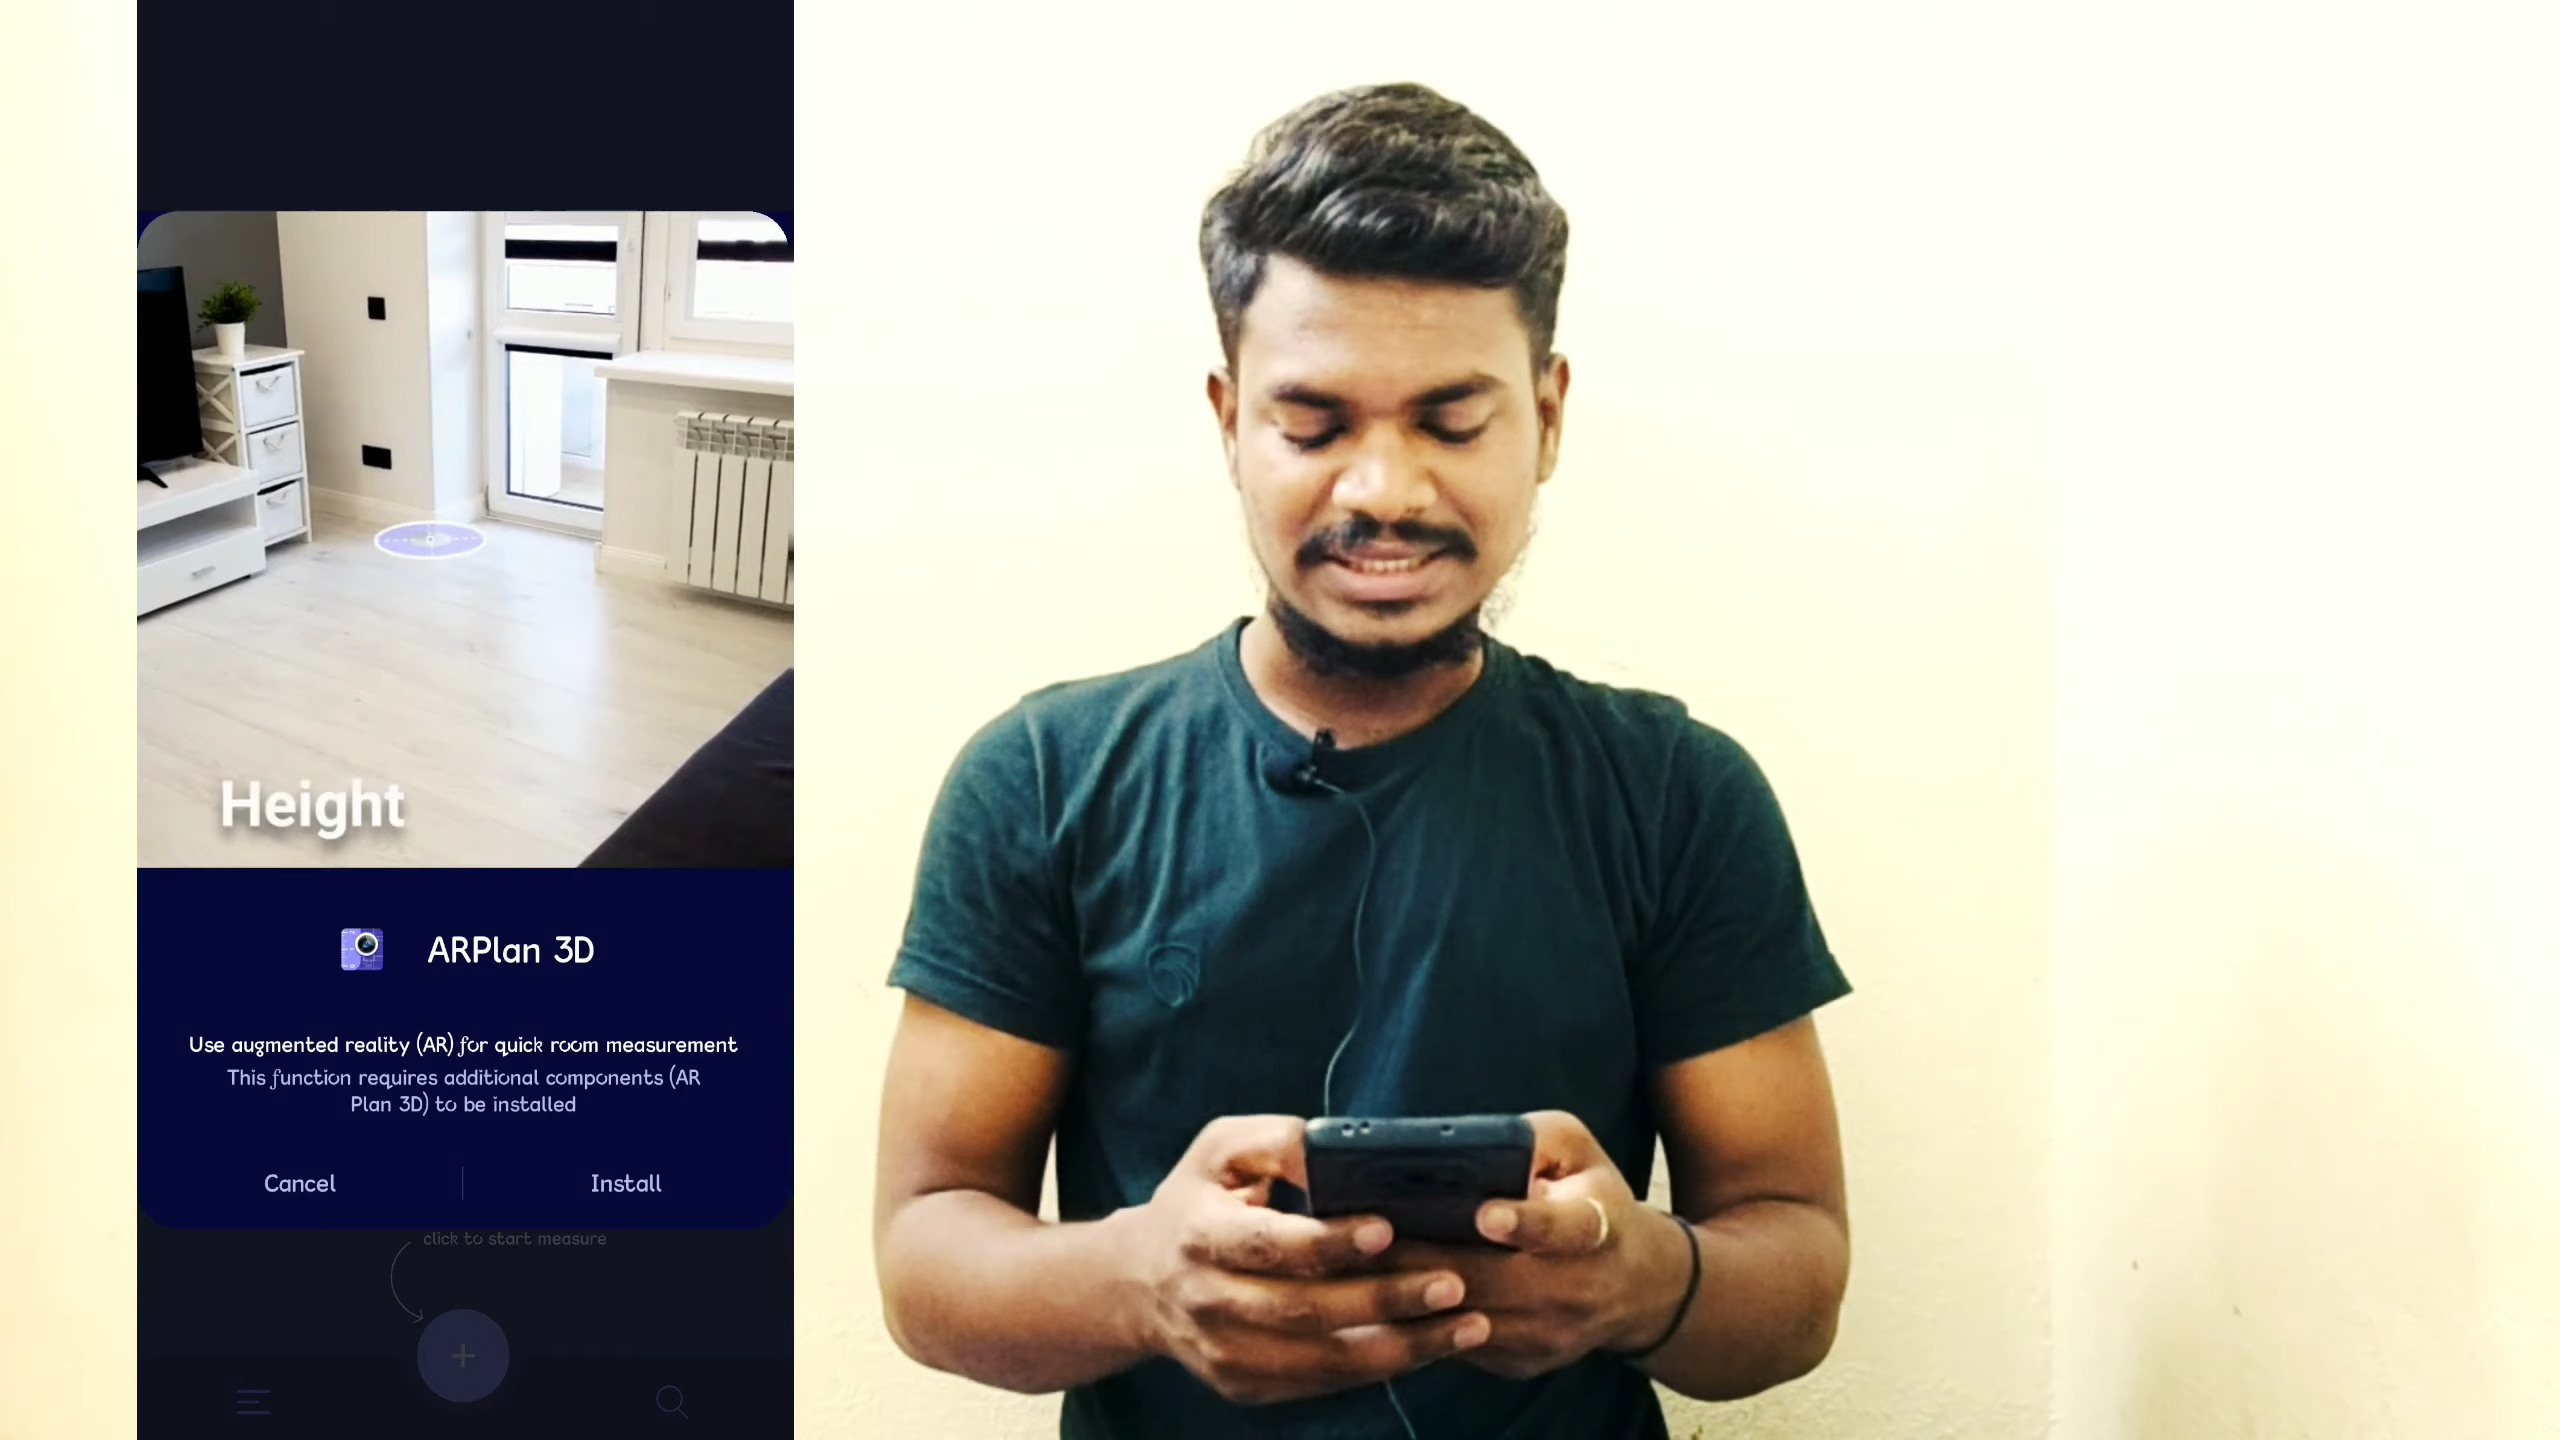 Height
ARPlan 3D
Use augmented reality (AR) for quick room measurement
This function requires additional components (AR
Plan 3D) to be installed
Cancel
Install
click to start measure